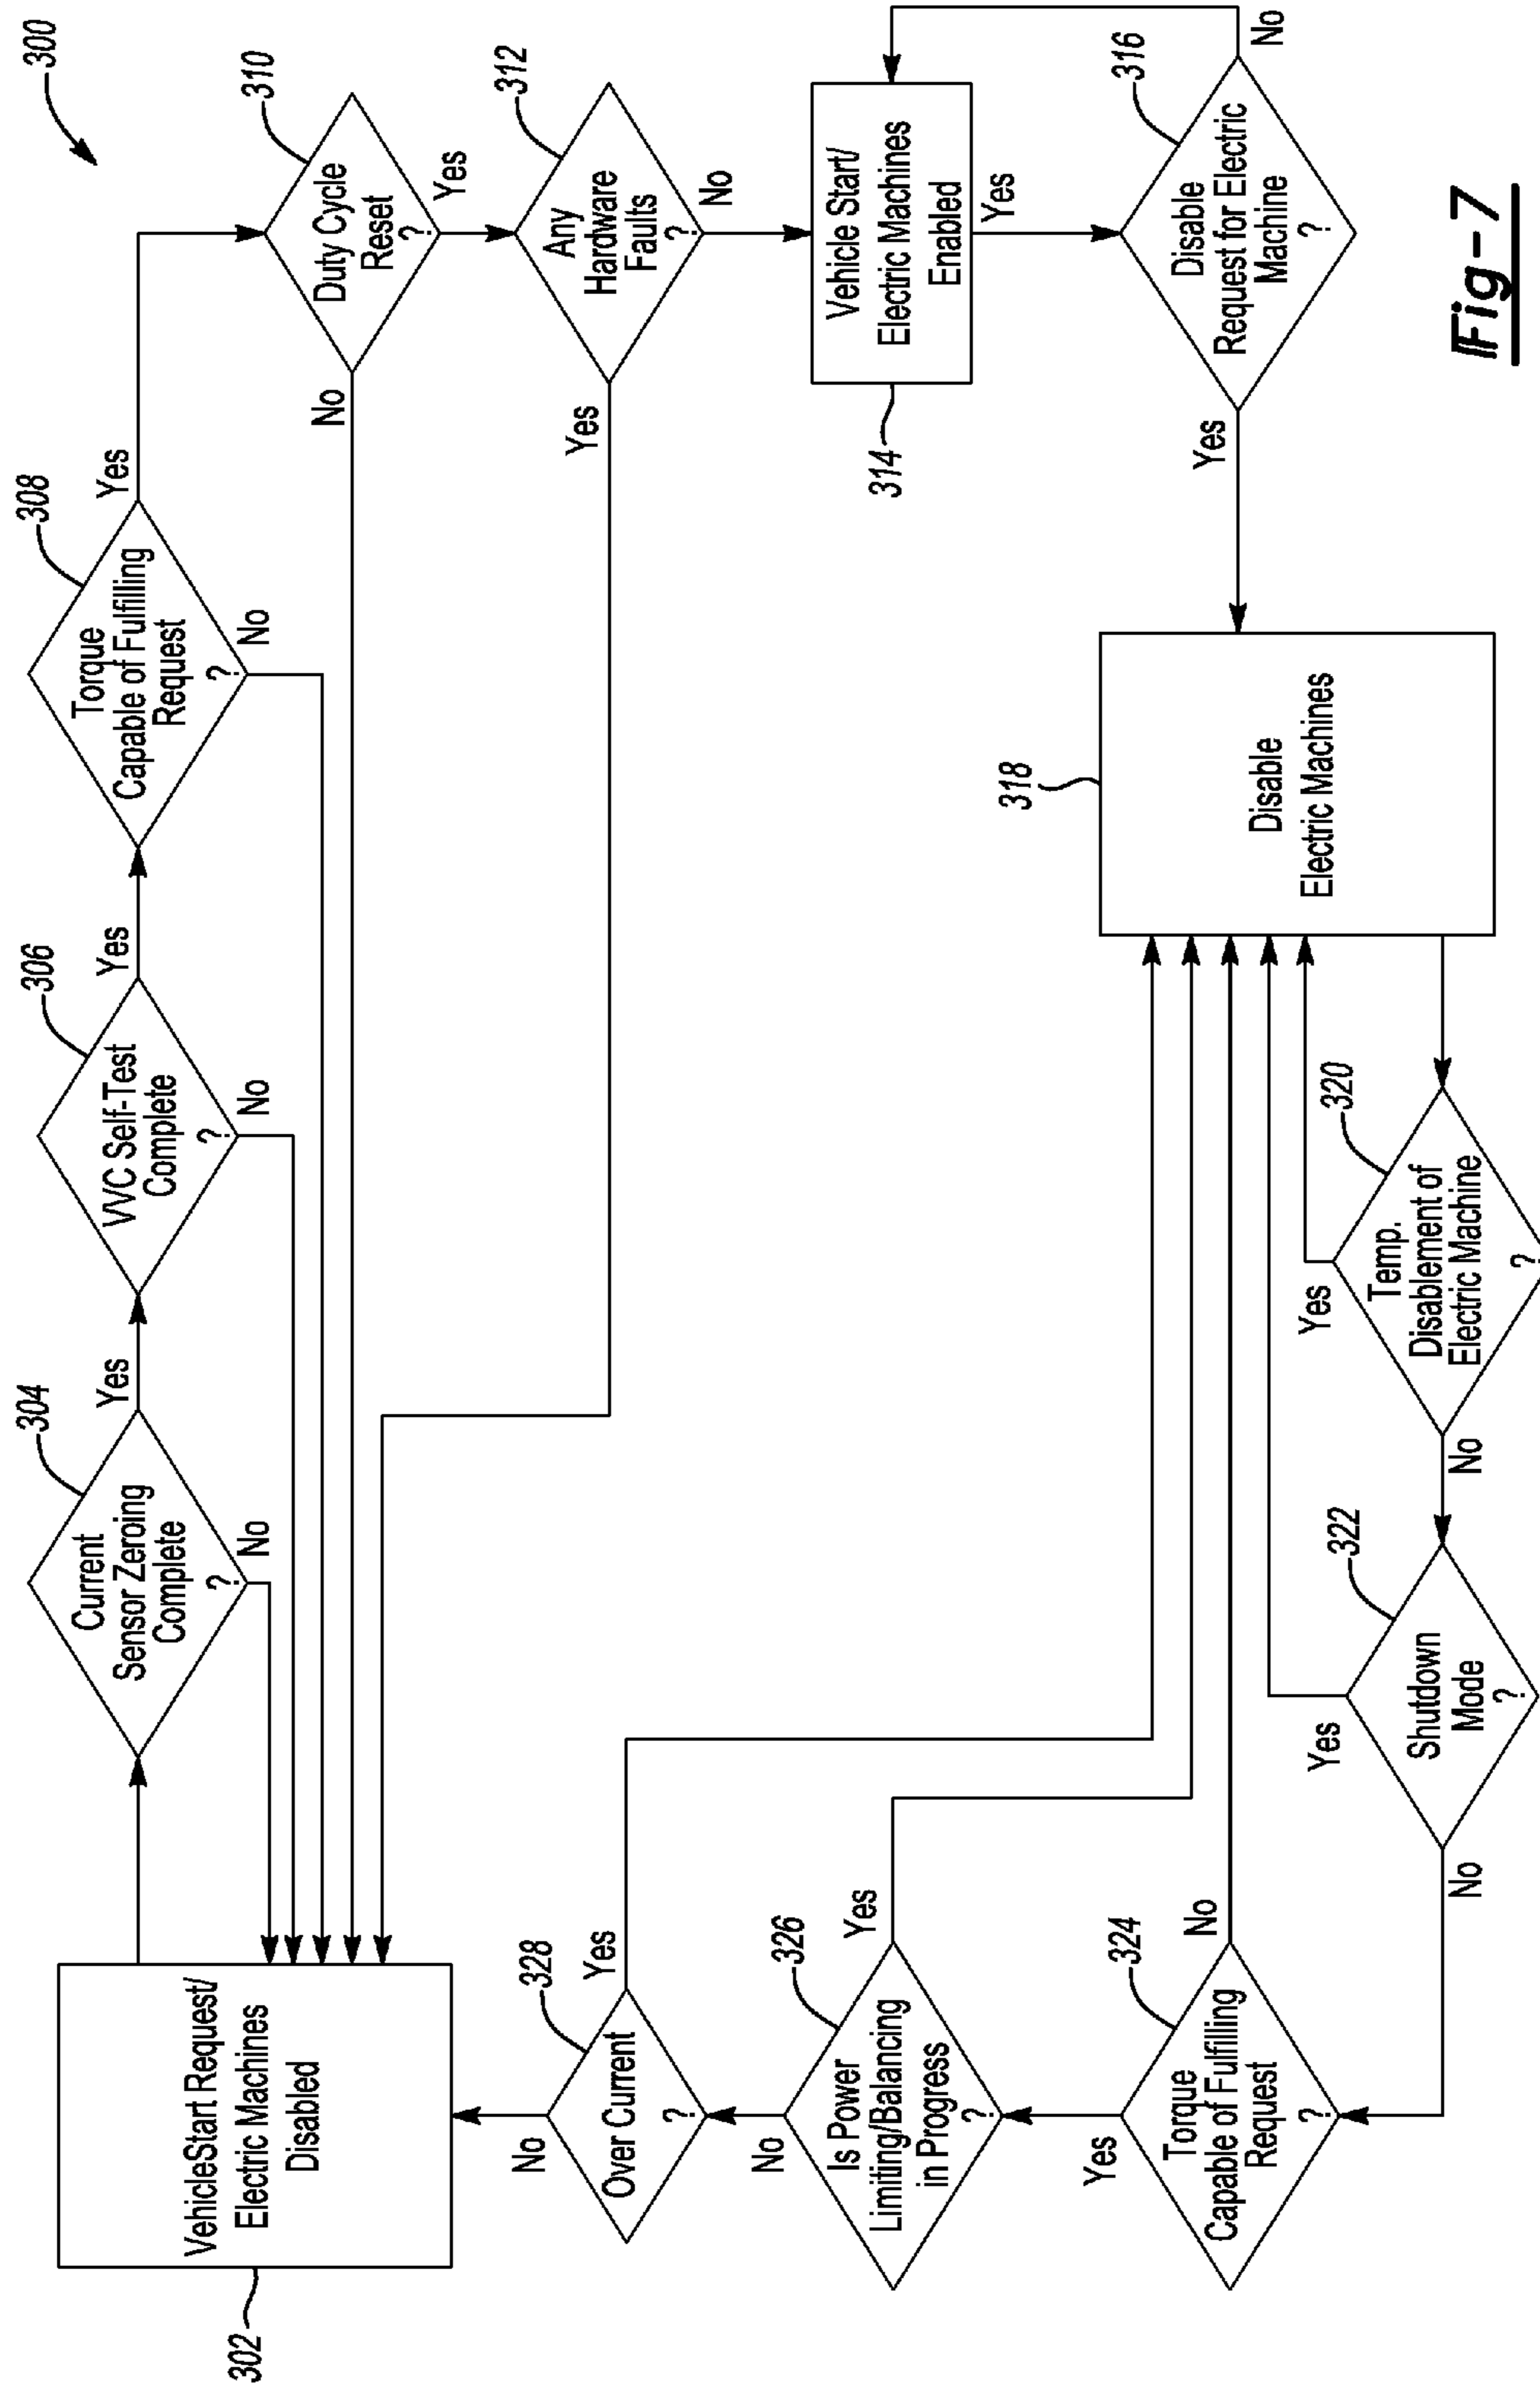 300
302
VehicleStart Request/
Electric Machines
Disabled
304
Current
Sensor Zeroing
Complete
?
Yes
No
306
VVC Self-Test
Complete
?
Yes
No
308
Torque
Capable of Fulfilling
Request
?
Yes
No
310
Duty Cycle
Reset
?
No
Yes
312
Any
Hardware
Faults
?
Yes
No
314
Vehicle Start/
Electric Machines
Enabled
Yes
316
Disable
Request for Electric
Machine
?
No
Yes
318
Disable
Electric Machines
320
Temp.
Disablement of
Electric Machine
?
Yes
No
322
Shutdown
Mode
?
Yes
No
324
Torque
Capable of Fulfilling
Request
?
No
Yes
326
Is Power
Limiting/Balancing
in Progress
?
Yes
No
328
Over Current
?
Yes
No
Fig-7